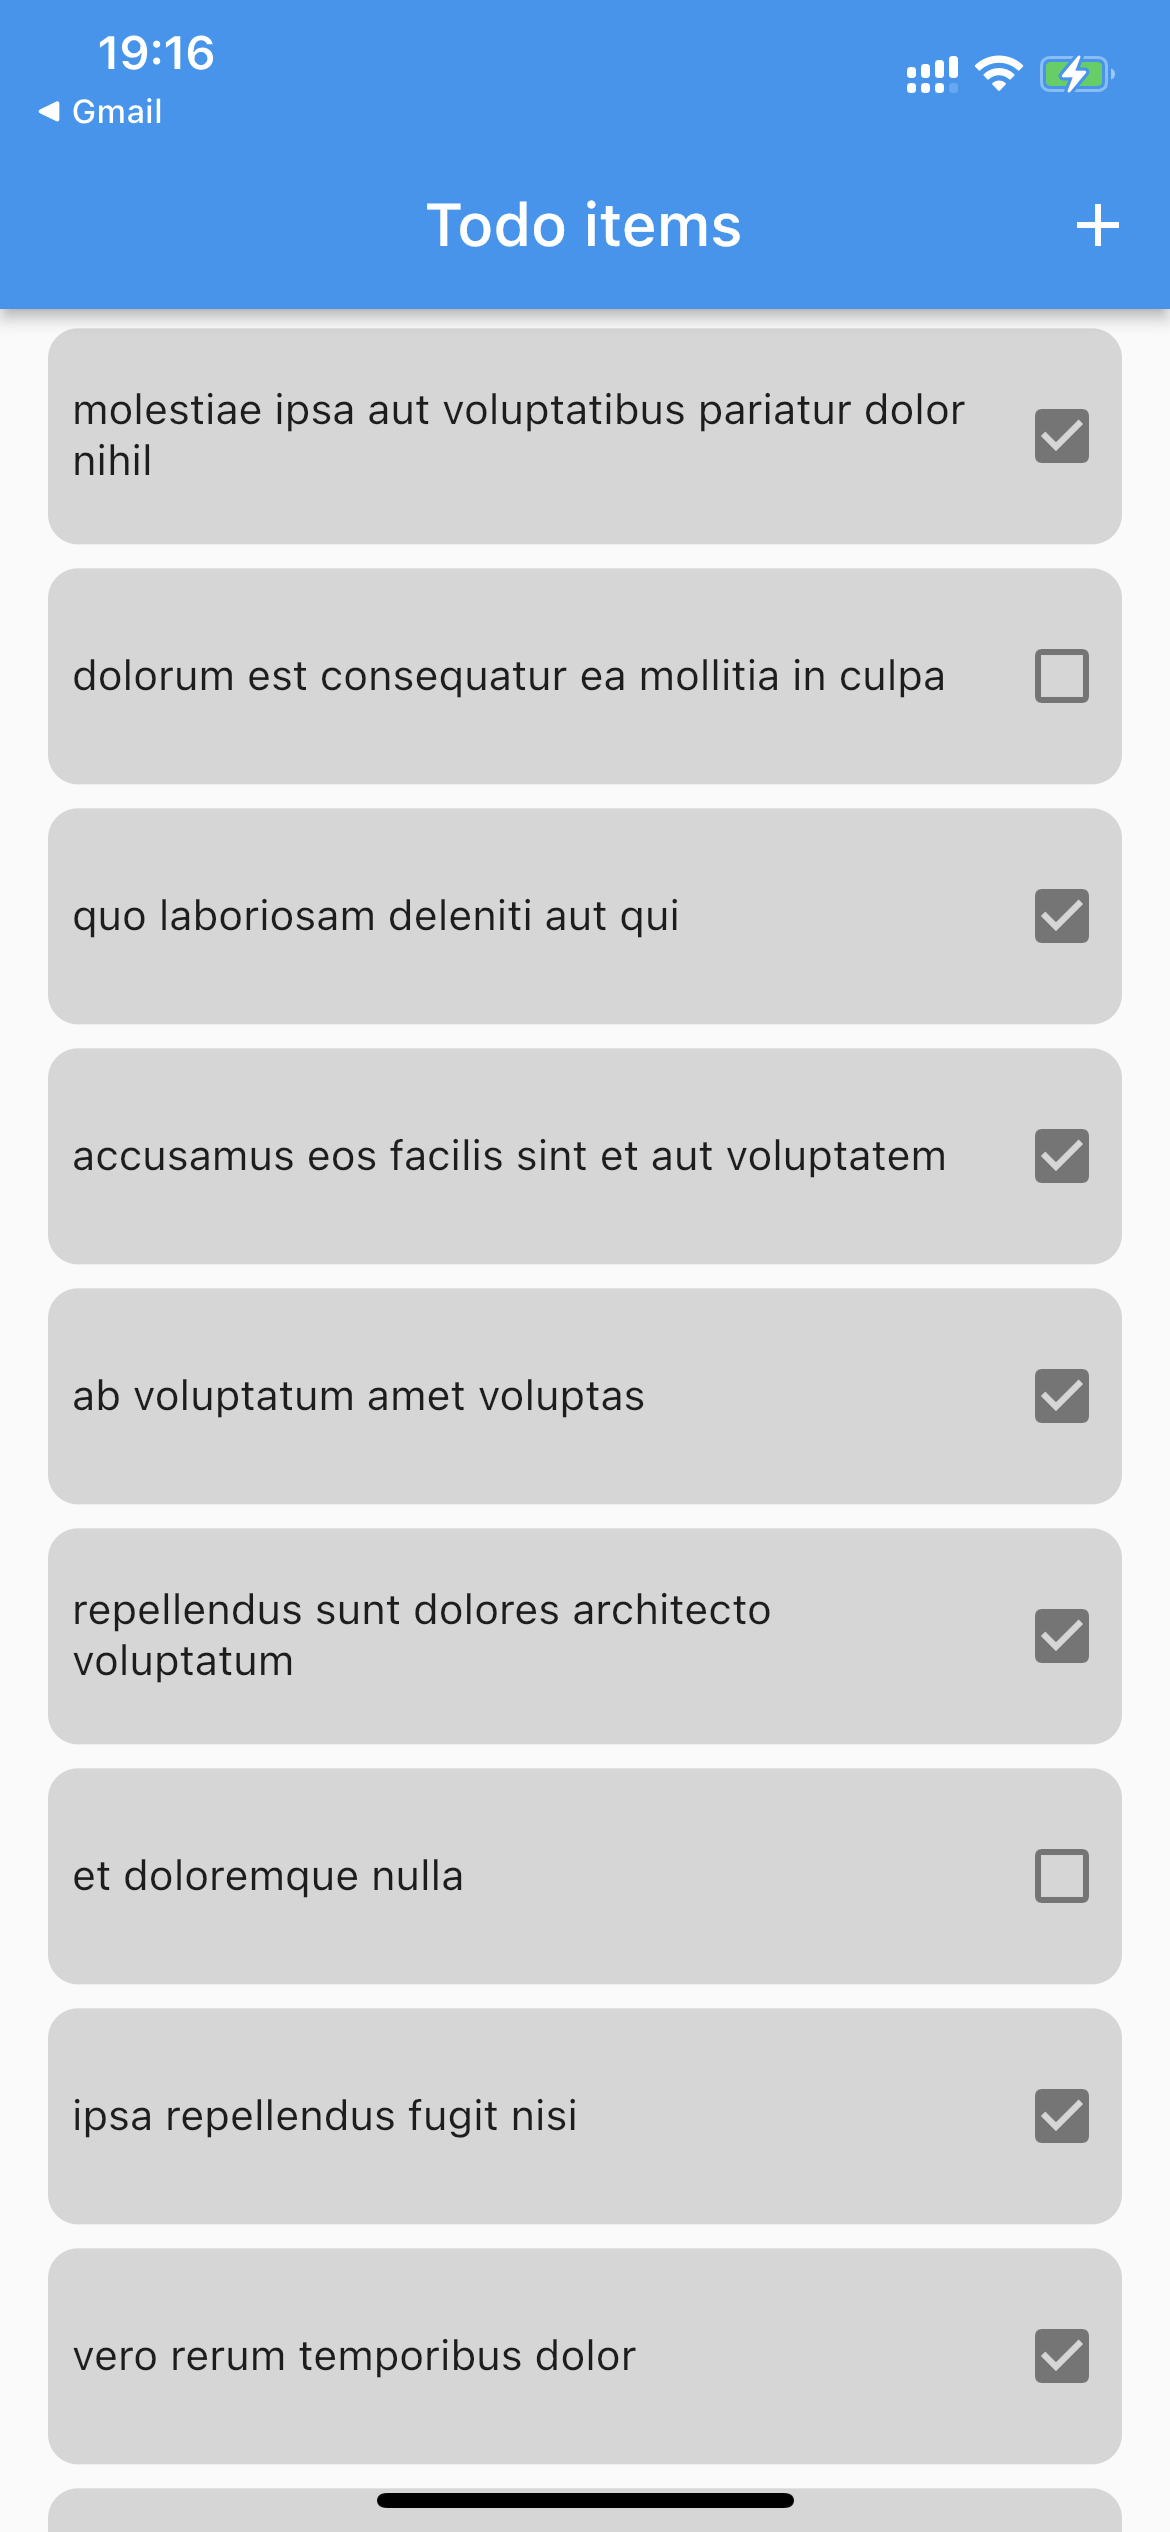 19:16
Gmail
Todo items
molestiae ipsa aut voluptatibus pariatur dolor
nihil
dolorum est consequatur ea mollitia in culpa
quo laboriosam deleniti aut qui
accusamus eos facilis sint et aut voluptatem
ab voluptatum amet voluptas
repellendus sunt dolores architecto
voluptatum
et doloremque nulla
ipsa repellendus fugit nisi
vero rerum temporibus dolor